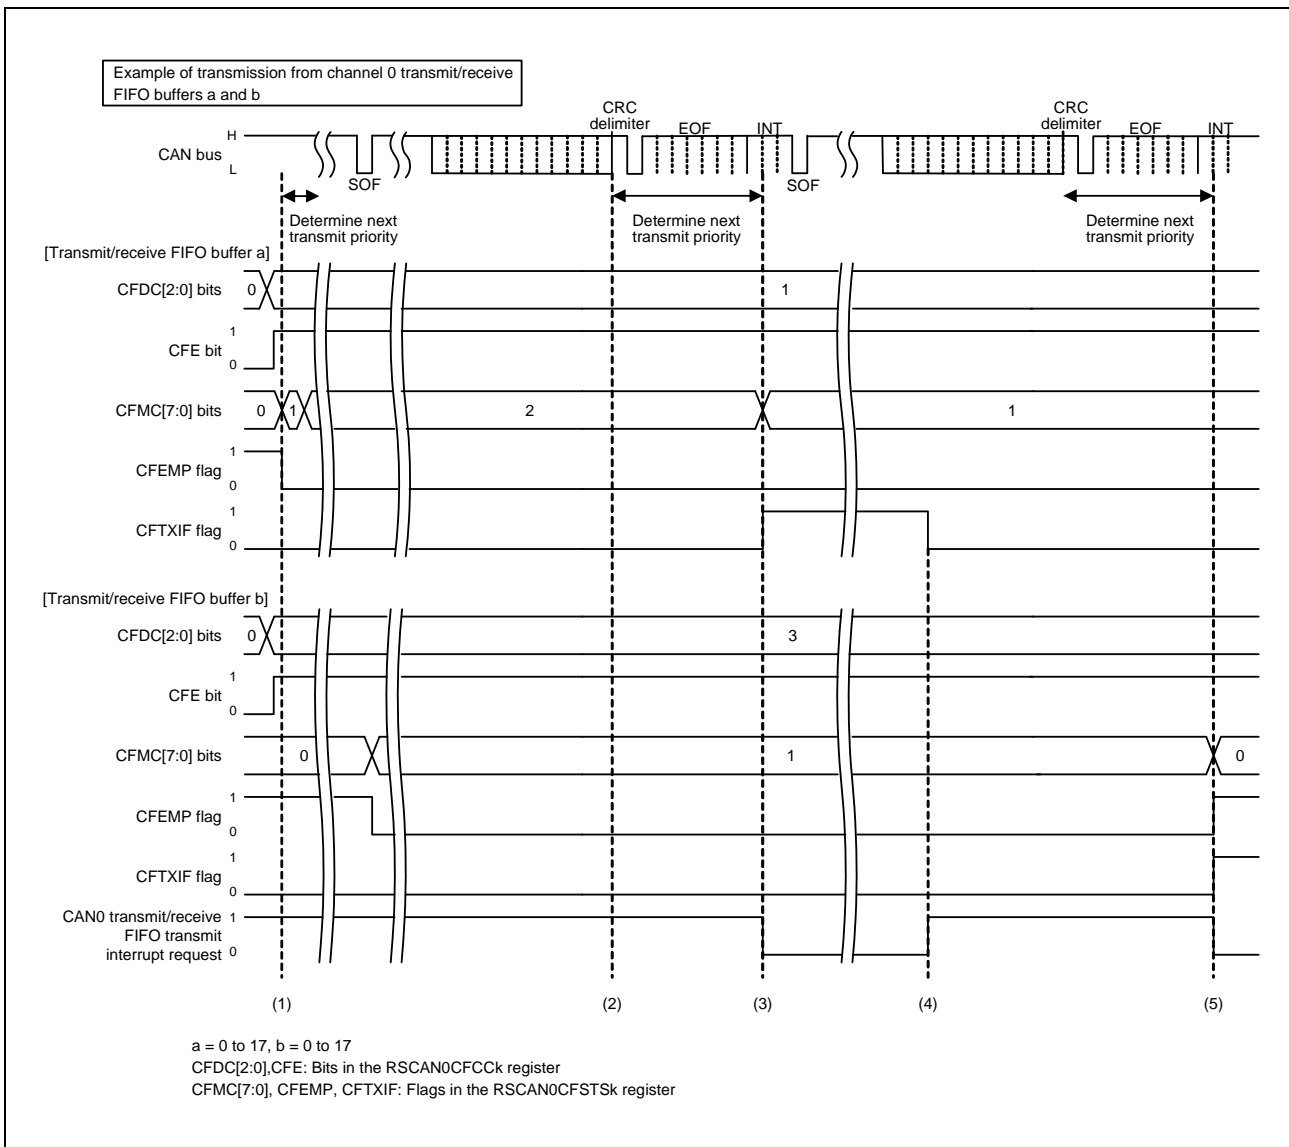 Example of transmission from channel 0 transmit/receive
FIFO buffers a and b
CRC
delimiter
EOF
INT
CRC
delimiter
EOF
INT
H
CAN bus
L
SOF
SOF
Determine next
transmit priority
Determine next
transmit priority
Determine next
transmit priority
[Transmit/receive FIFO buffer a]
CFDC[2:0] bits
0
1
1
CFE bit
0
CFMC[7:0] bits
0
1
2
1
1
CFEMP flag
0
1
CFTXIF flag
0
[Transmit/receive FIFO buffer b]
CFDC[2:0] bits
0
3
1
CFE bit
0
CFMC[7:0] bits
0
1
0
1
CFEMP flag
0
1
CFTXIF flag
0
CAN0 transmit/receive
1
FIFO transmit
interrupt request
0
(1)
(2)
(3)
(4)
(5)
a = 0 to 17, b = 0 to 17
CFDC[2:0],CFE: Bits in the RSCAN0CFCCk register
CFMC[7:0], CFEMP, CFTXIF: Flags in the RSCAN0CFSTSk register